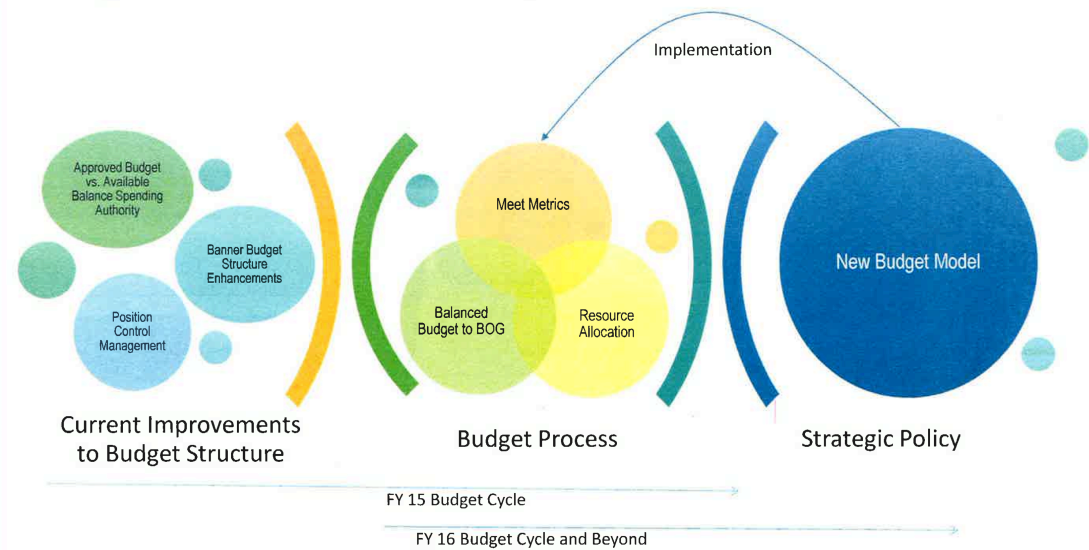 Implementation
Approved Budget
vs. Available
Balance Spending
Authority
Banner Budget
Structure
Enhancements
Position
Control
Management
Meet Metrics
Balanced
Budget to BOG
Resource
Allocation
New Budget Model
Current Improvements
to Budget Structure
Budget Process
Strategic Policy
FY 15 Budget Cycle
FY 16 Budget Cycle and Beyond